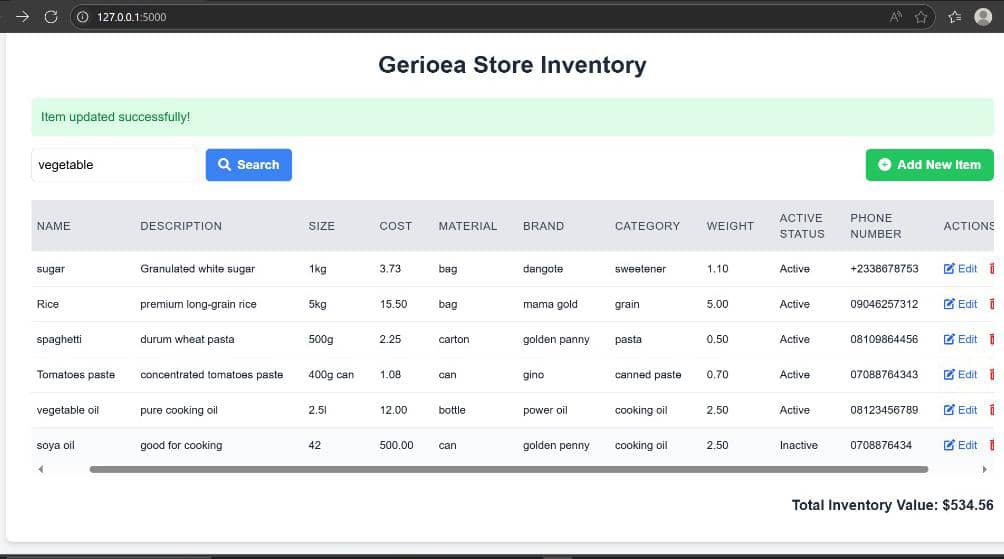 127.0.0.1:5000
Gerioea Store Inventory
Item updated successfully!
vegetable Search Add New Item
NAME DESCRIPTION SIZE COST MATERIAL BRAND CATEGORY WEIGHT ACTIVE STATUS PHONE NUMBER ACTIONS
sugar Granulated white sugar 1kg 3.73 bag dangote sweetener 1.10 Active +2338678753 Edit
Rice premium long-grain rice 5kg 15.50 bag mama gold grain 5.00 Active 09046257312 Edit
spaghetti durum wheat pasta 500g 2.25 carton golden panny pasta 0.50 Active 08109864456 Edit
Tomatoes paste concentrated tomatoes paste 400g can 1.08 can gino canned paste 0.70 Active 07088764343 Edit
vegetable oil pure cooking oil 2.5l 12.00 bottle power oil cooking oil 2.50 Active 08123456789 Edit
soya oil good for cooking 42 500.00 can golden penny cooking oil 2.50 Inactive 0708876434 Edit
Total Inventory Value: $534.56